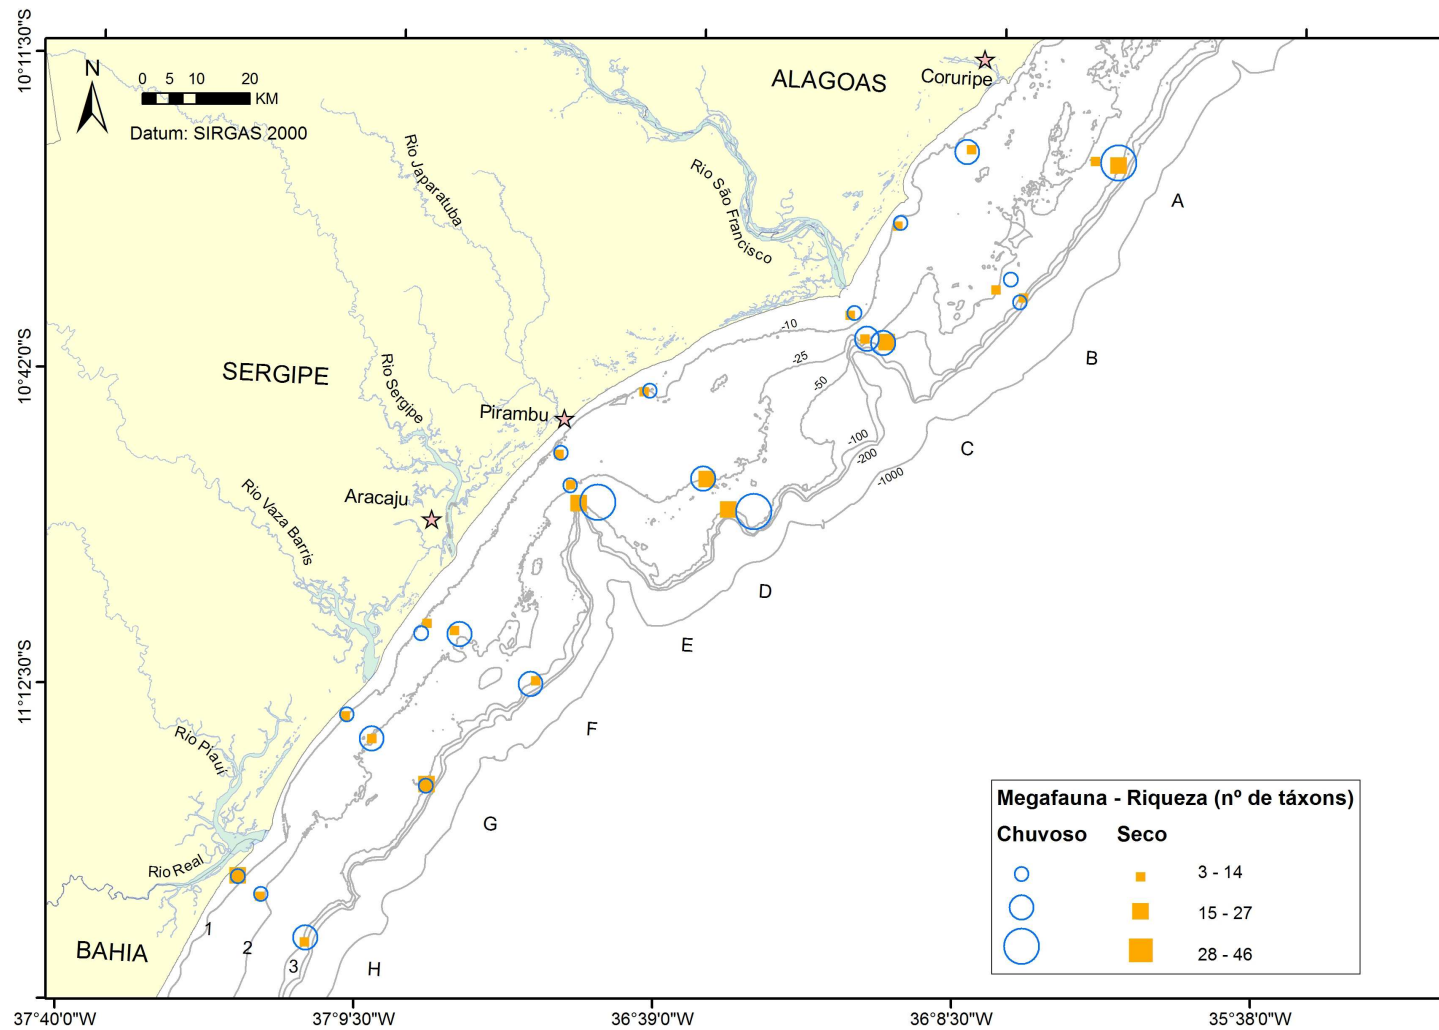 10°11'30"S
10°42'0"S
11°12'30"S
N
0 5 10 20
KM
Datum: SIRGAS 2000
ALAGOAS
Coruripe
Rio Japaratuba
Rio São Francisco
A
B
C
D
E
F
G
H
SERGIPE
Rio Sergipe
Pirambu
Aracaju
Rio Vaza Barris
Rio Piauí
Rio Real
BAHIA
-10
-25
-50
-100
-200
-1000
1
2
3
Megafauna - Riqueza (nº de táxons)
Chuvoso Seco
3 - 14
15 - 27
28 - 46
37°40'0"W 37°9'30"W 36°39'0"W 36°8'30"W 35°38'0"W